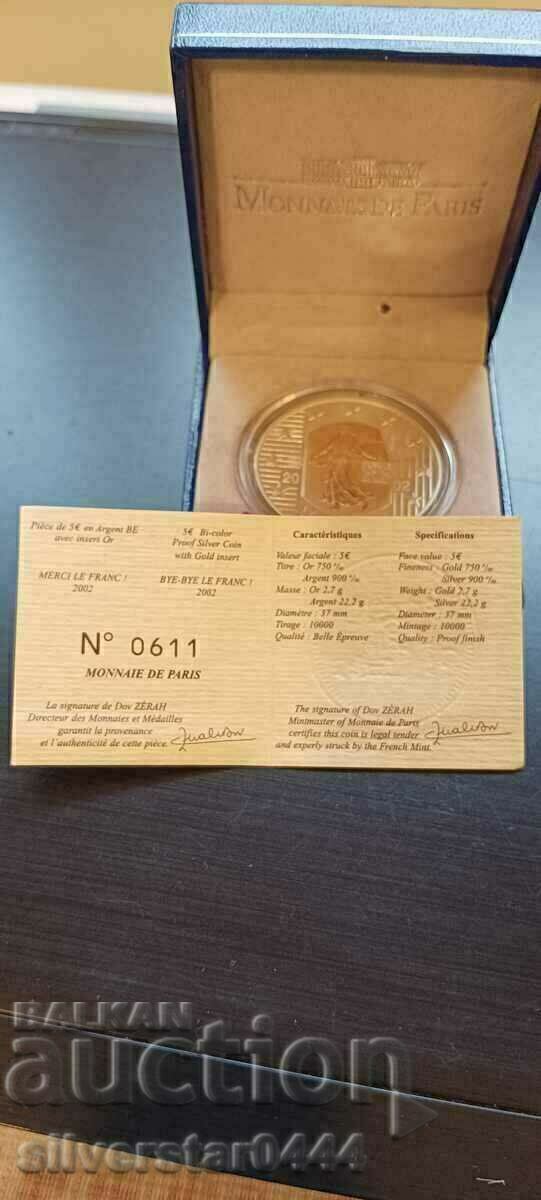 MONNAIE DE PARIS
20 02
Pièce de 5€ en Argent BE
avec insert Or
MERCI LE FRANC !
2002
5€ Bi-color
Proof Silver Coin
with Gold insert
BYE-BYE LE FRANC !
2002
N° 0611
MONNAIE DE PARIS
La signature de Dov ZÉRAH
Directeur des Monnaies et Médailles
garantit la provenance
et l'authenticité de cette pièce.
Caractéristiques
Valeur faciale : 5€
Titre : Or 750 ‰
Argent 900 ‰
Masse : Or 2,7 g
Argent 22,2 g
Diamètre : 37 mm
Tirage : 10000
Qualité : Belle Épreuve
Specifications
Face value : 5€
Fineness : Gold 750 ‰
Silver 900 ‰
Weight : Gold 2,7 g
Silver 22,2 g
Diameter : 37 mm
Mintage : 10000
Quality : Proof finish
The signature of Dov ZÉRAH
Mintmaster of Monnaie de Paris
certifies this coin is legal tender
and experly struck by the French Mint.
BALKAN
auction
silverstar0444